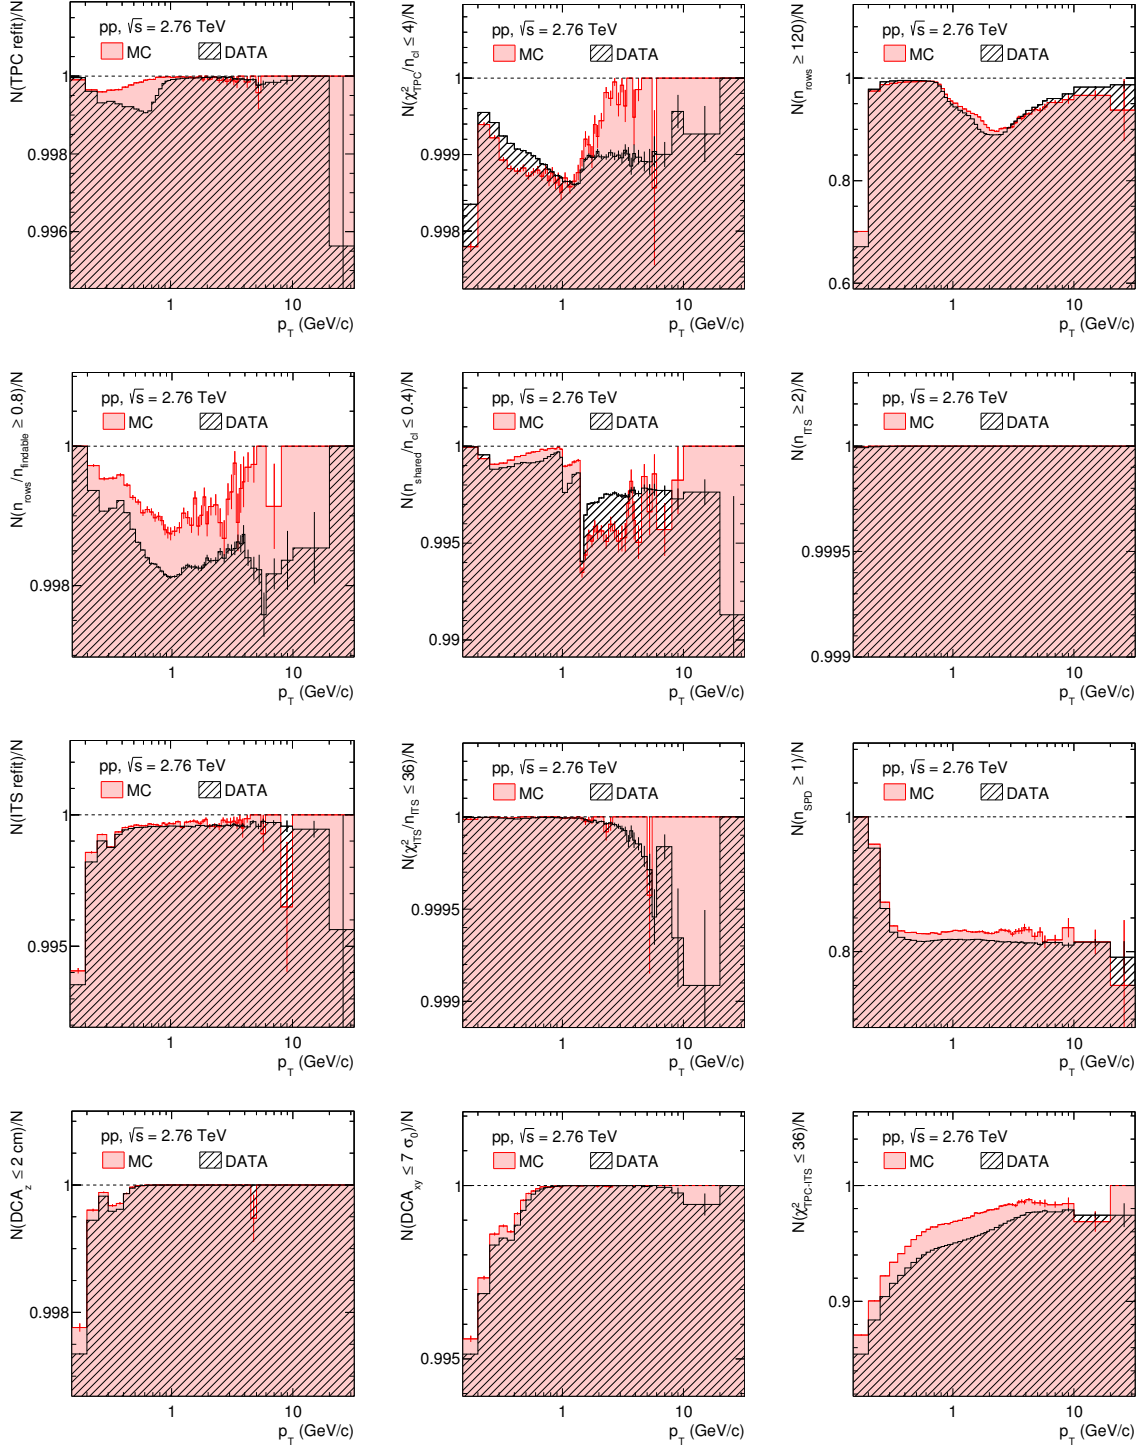 N(TPC refit)/N
pp, √s = 2.76 TeV
MC DATA
1
0.998
0.996
1 10
p_T (GeV/c)
N(χ²_TPC/n_cl ≤ 4)/N
pp, √s = 2.76 TeV
MC DATA
1
0.999
0.998
1 10
p_T (GeV/c)
N(n_rows ≥ 120)/N
pp, √s = 2.76 TeV
MC DATA
1
0.8
0.6
1 10
p_T (GeV/c)
N(n_rows/n_findable ≥ 0.8)/N
pp, √s = 2.76 TeV
MC DATA
1
0.998
1 10
p_T (GeV/c)
N(n_shared/n_cl ≤ 0.4)/N
pp, √s = 2.76 TeV
MC DATA
1
0.995
0.99
1 10
p_T (GeV/c)
N(n_ITS ≥ 2)/N
pp, √s = 2.76 TeV
MC DATA
1
0.9995
0.999
1 10
p_T (GeV/c)
N(ITS refit)/N
pp, √s = 2.76 TeV
MC DATA
1
0.995
1 10
p_T (GeV/c)
N(χ²_ITS/n_ITS ≤ 36)/N
pp, √s = 2.76 TeV
MC DATA
1
0.9995
0.999
1 10
p_T (GeV/c)
N(n_SPD ≥ 1)/N
pp, √s = 2.76 TeV
MC DATA
1
0.8
1 10
p_T (GeV/c)
N(DCA_z ≤ 2 cm)/N
pp, √s = 2.76 TeV
MC DATA
1
0.998
1 10
p_T (GeV/c)
N(DCA_xy ≤ 7 σ_0)/N
pp, √s = 2.76 TeV
MC DATA
1
0.995
1 10
p_T (GeV/c)
N(χ²_TPC-ITS ≤ 36)/N
pp, √s = 2.76 TeV
MC DATA
1
0.9
1 10
p_T (GeV/c)